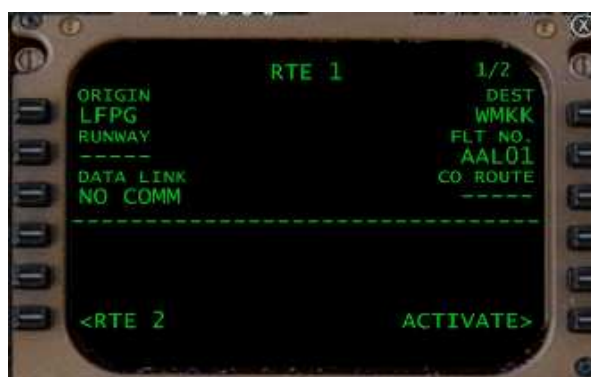 RTE 1 1/2
ORIGIN DEST
LFPG WMKK
RUNWAY FLT NO.
----- AAL01
DATA LINK CO ROUTE
NO COMM -----
----------------------------------
<RTE 2 ACTIVATE>